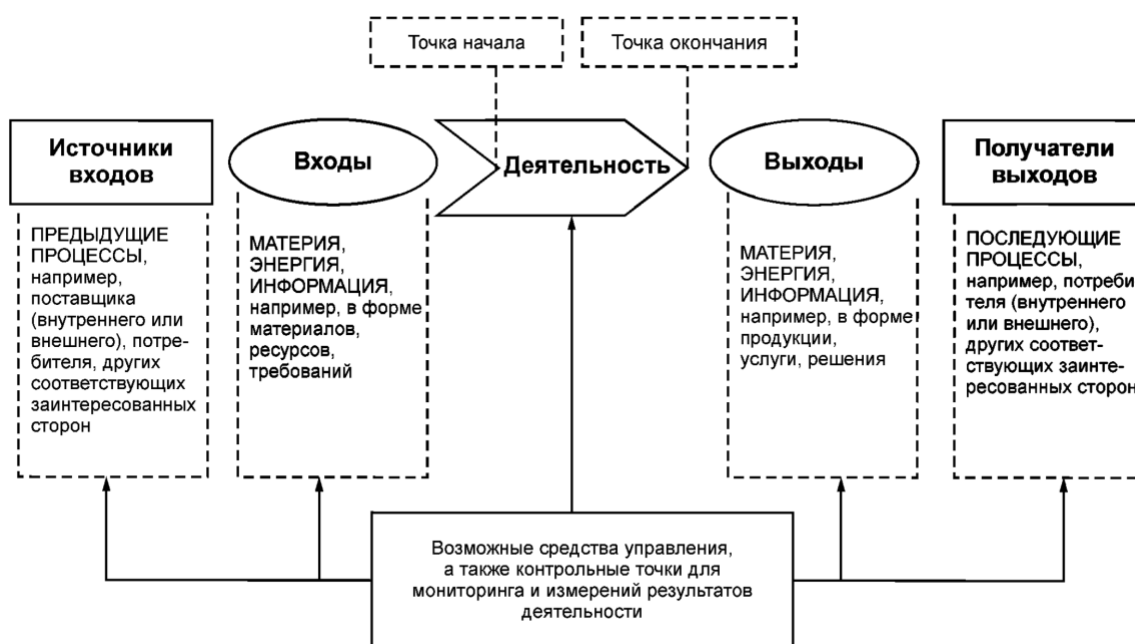 Точка начала
Точка окончания
Источники
входов
Входы
Деятельность
Выходы
Получатели
выходов
ПРЕДЫДУЩИЕ
ПРОЦЕССЫ,
например,
поставщика
(внутреннего или
внешнего), потре-
бителя, других
соответствующих
заинтересованных
сторон
МАТЕРИЯ,
ЭНЕРГИЯ,
ИНФОРМАЦИЯ,
например, в форме
материалов,
ресурсов,
требований
МАТЕРИЯ,
ЭНЕРГИЯ,
ИНФОРМАЦИЯ,
например, в форме
продукции,
услуги, решения
ПОСЛЕДУЮЩИЕ
ПРОЦЕССЫ,
например, потреби
теля (внутреннего
или внешнего),
других соответ-
ствующих заинте-
ресованных сторон
Возможные средства управления,
а также контрольные точки для
мониторинга и измерений результатов
деятельности